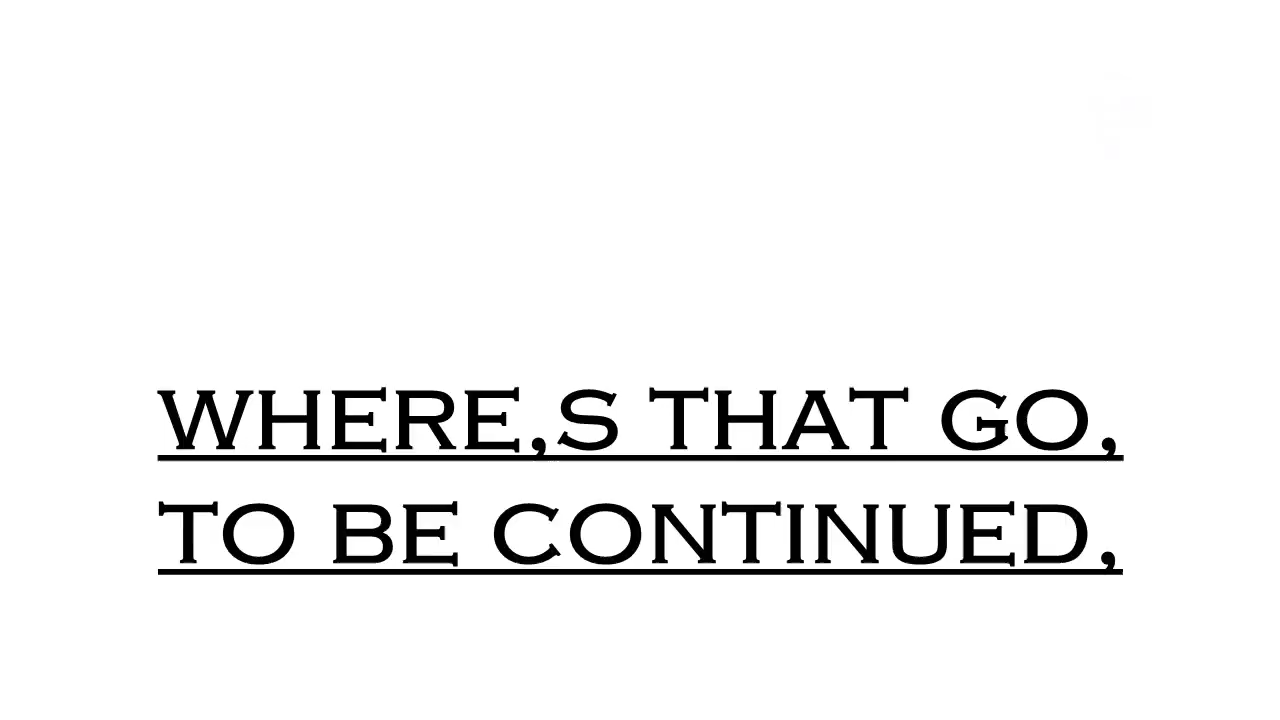 WHERE,S THAT GO,
TO BE CONTINUED,